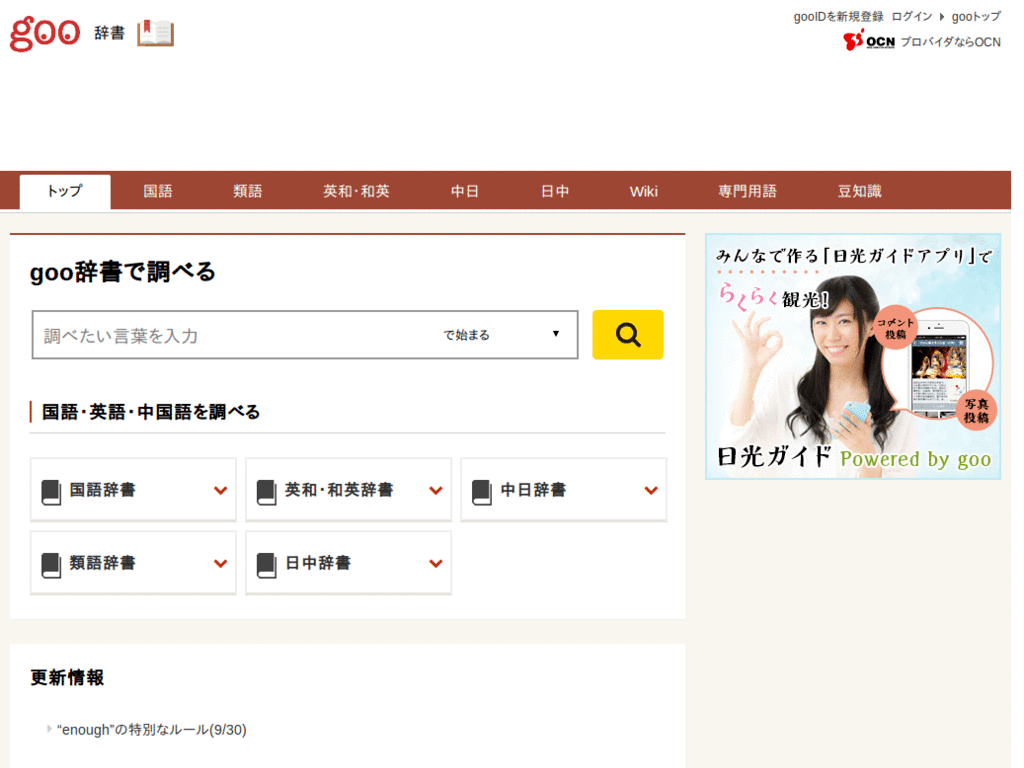 goo 辞書
gooIDを新規登録 ログイン gooトップ
OCN プロバイダならOCN
トップ 国語 類語 英和･和英 中日 日中 Wiki 専門用語 豆知識
goo辞書で調べる
調べたい言葉を入力 で始まる
国語･英語･中国語を調べる
国語辞書 英和･和英辞書 中日辞書
類語辞書 日中辞書
更新情報
“enough”の特別なルール(9/30)
みんなで作る「日光ガイドアプリ」で
らくらく観光!
コメント
投稿
写真
投稿
日光ガイド Powered by goo